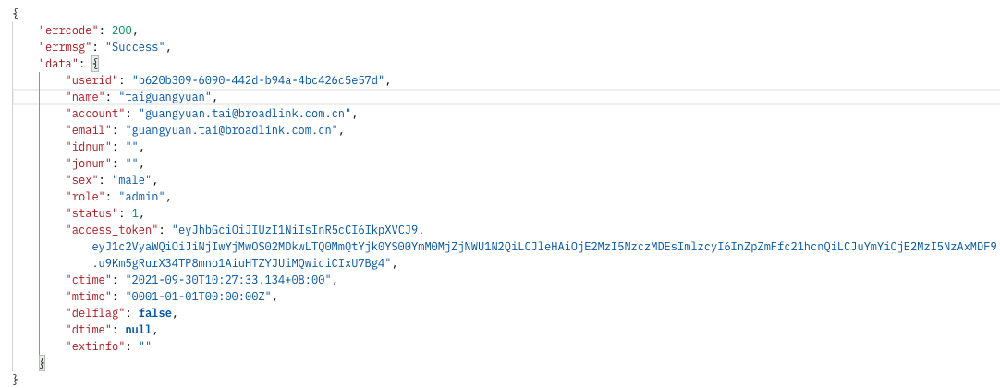 {
"errcode": 200,
"errmsg": "Success",
"data": {
"userid": "b620b309-6090-442d-b94a-4bc426c5e57d",
"name": "taiguangyuan",
"account": "guangyuan.tai@broadlink.com.cn",
"email": "guangyuan.tai@broadlink.com.cn",
"idnum": "",
"jonum": "",
"sex": "male",
"role": "admin",
"status": 1,
"access_token": "eyJhbGciOiJIUzI1NiIsInR5cCI6IkpXVCJ9.
eyJ1c2VyaWQiOiJiNjIwYjMwOS02MDkwLTQ0MmQtYjk0YS00YmM0MjZjNWU1N2QiLCJleHAiOjE2MzI5NzczMDEsImlzcyI6InZpZmFfc21hcnQiLCJuYmYiOjE2MzI5NzAxMDF9
.u9Km5gRurX34TP8mno1AiuHTZYJUiMQwiciCIxU7Bg4",
"ctime": "2021-09-30T10:27:33.134+08:00",
"mtime": "0001-01-01T00:00:00Z",
"delflag": false,
"dtime": null,
"extinfo": ""
}
}